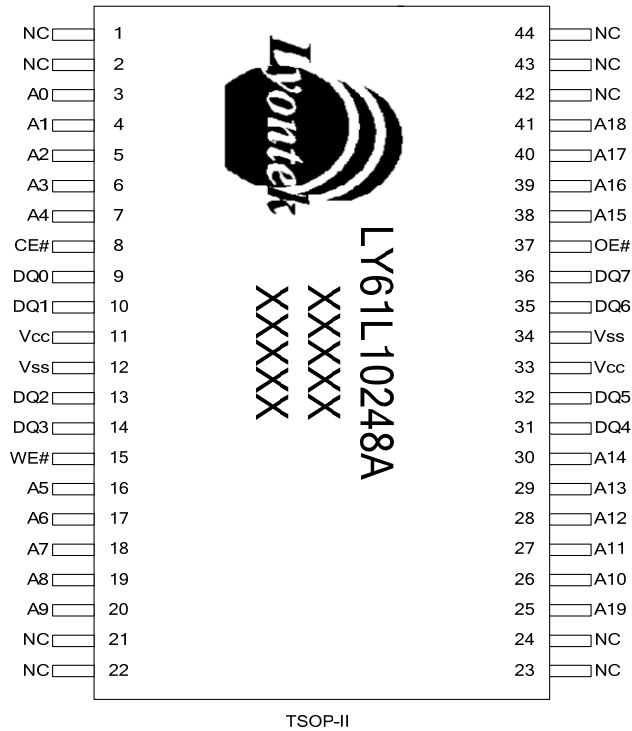 NC 1 44 NC
NC 2 43 NC
A0 3 42 NC
A1 4 41 A18
A2 5 40 A17
A3 6 39 A16
A4 7 38 A15
CE# 8 37 OE#
DQ0 9 36 DQ7
DQ1 10 35 DQ6
Vcc 11 34 Vss
Vss 12 33 Vcc
DQ2 13 32 DQ5
DQ3 14 31 DQ4
WE# 15 30 A14
A5 16 29 A13
A6 17 28 A12
A7 18 27 A11
A8 19 26 A10
A9 20 25 A19
NC 21 24 NC
NC 22 23 NC
Lyontek
LY61L10248A
XXXXX
XXXXX
TSOP-II